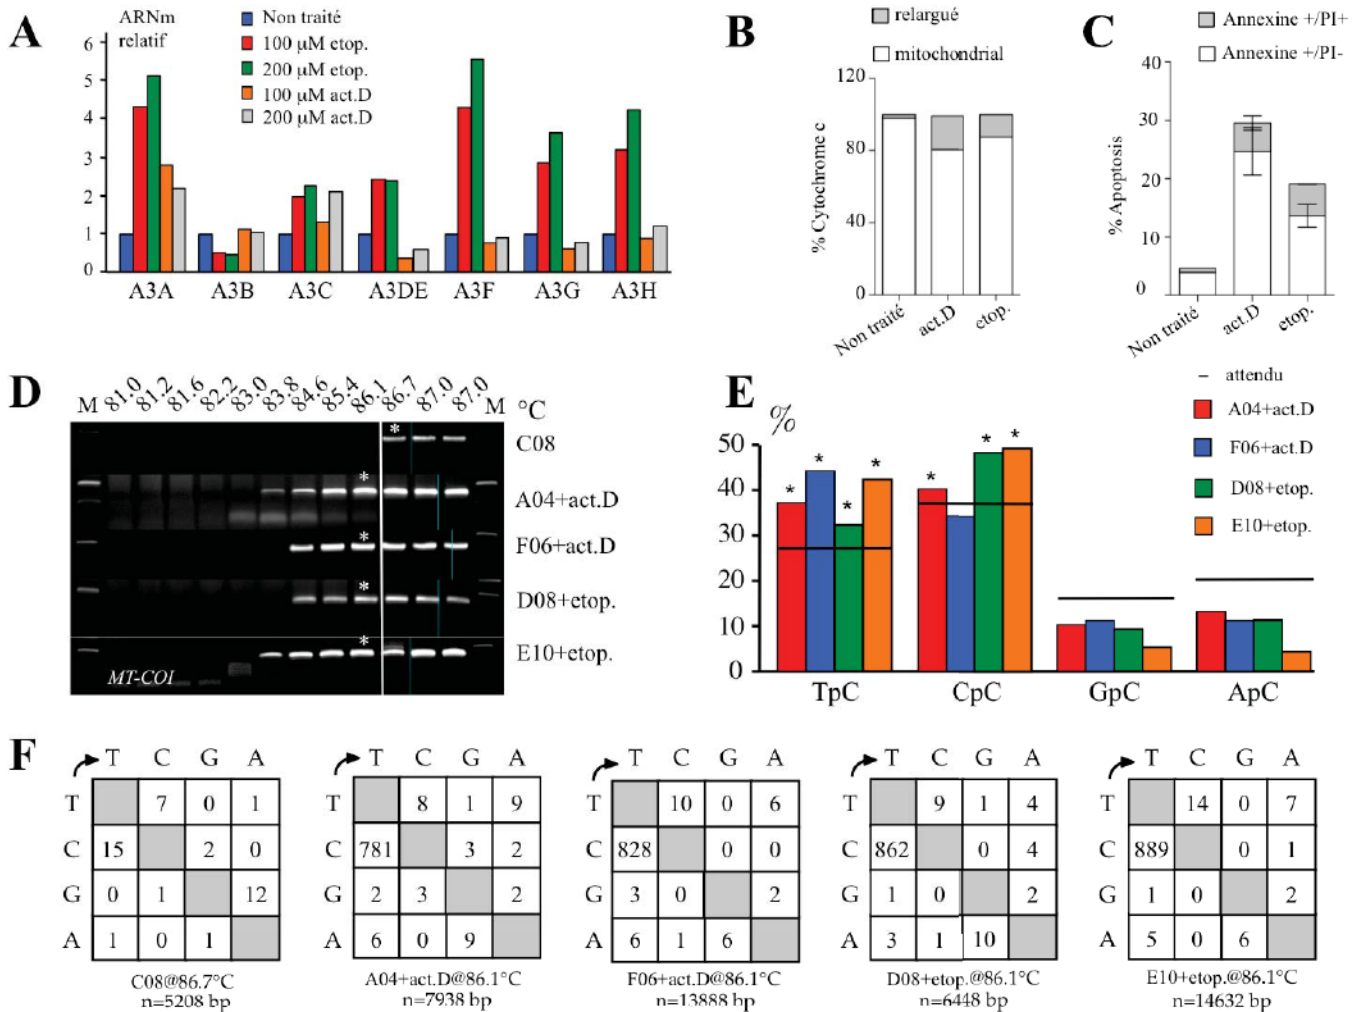 A
ARNm
relatif
Non traité
100 µM etop.
200 µM etop.
100 µM act.D
200 µM act.D
6
5
4
3
2
1
0
A3A A3B A3C A3DE A3F A3G A3H
B
relargué
mitochondrial
% Cytochrome c
120
80
40
0
Non traité act.D etop.
C
Annexine +/PI+
Annexine +/PI-
% Apoptosis
40
30
20
10
0
Non traité act.D etop.
D
M 81.0 81.2 81.6 82.2 83.0 83.8 84.6 85.4 86.1 86.7 87.0 87.0 M °C
* C08
* A04+act.D
* F06+act.D
* D08+etop.
* E10+etop.
MT-COI
E
%
attendu
A04+act.D
F06+act.D
D08+etop.
E10+etop.
50
40
30
20
10
0
* * * * * * *
TpC CpC GpC ApC
F
T C G A
T 7 0 1
C 15 2 0
G 0 1 12
A 1 0 1
C08@86.7°C
n=5208 bp
T C G A
T 8 1 9
C 781 3 2
G 2 3 2
A 6 0 9
A04+act.D@86.1°C
n=7938 bp
T C G A
T 10 0 6
C 828 0 0
G 3 0 2
A 6 1 6
F06+act.D@86.1°C
n=13888 bp
T C G A
T 9 1 4
C 862 0 4
G 1 0 2
A 3 1 10
D08+etop.@86.1°C
n=6448 bp
T C G A
T 14 0 7
C 889 0 1
G 1 0 2
A 5 0 6
E10+etop.@86.1°C
n=14632 bp